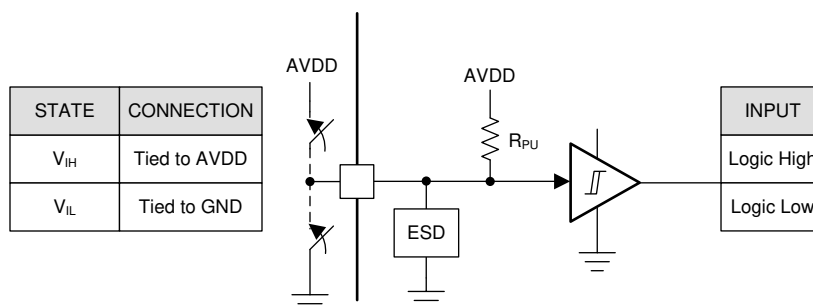 STATE CONNECTION
VIH Tied to AVDD
VIL Tied to GND
AVDD
AVDD
RPU
ESD
INPUT
Logic High
Logic Low